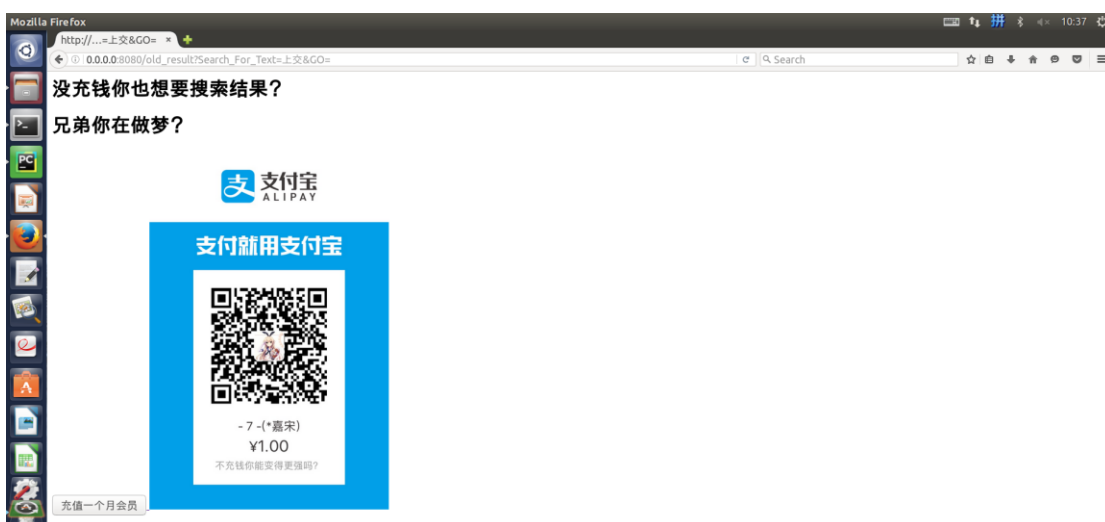 Mozilla Firefox
拼
10:37
http://...=上交&GO=
0.0.0.0:8080/old_result?Search_For_Text=上交&GO=
Search
没充钱你也想要搜索结果？
兄弟你在做梦？
PC
支 支付宝
ALIPAY
支付就用支付宝
- 7 -(*嘉宋)
¥1.00
不充钱你能变得更强吗?
充值一个月会员